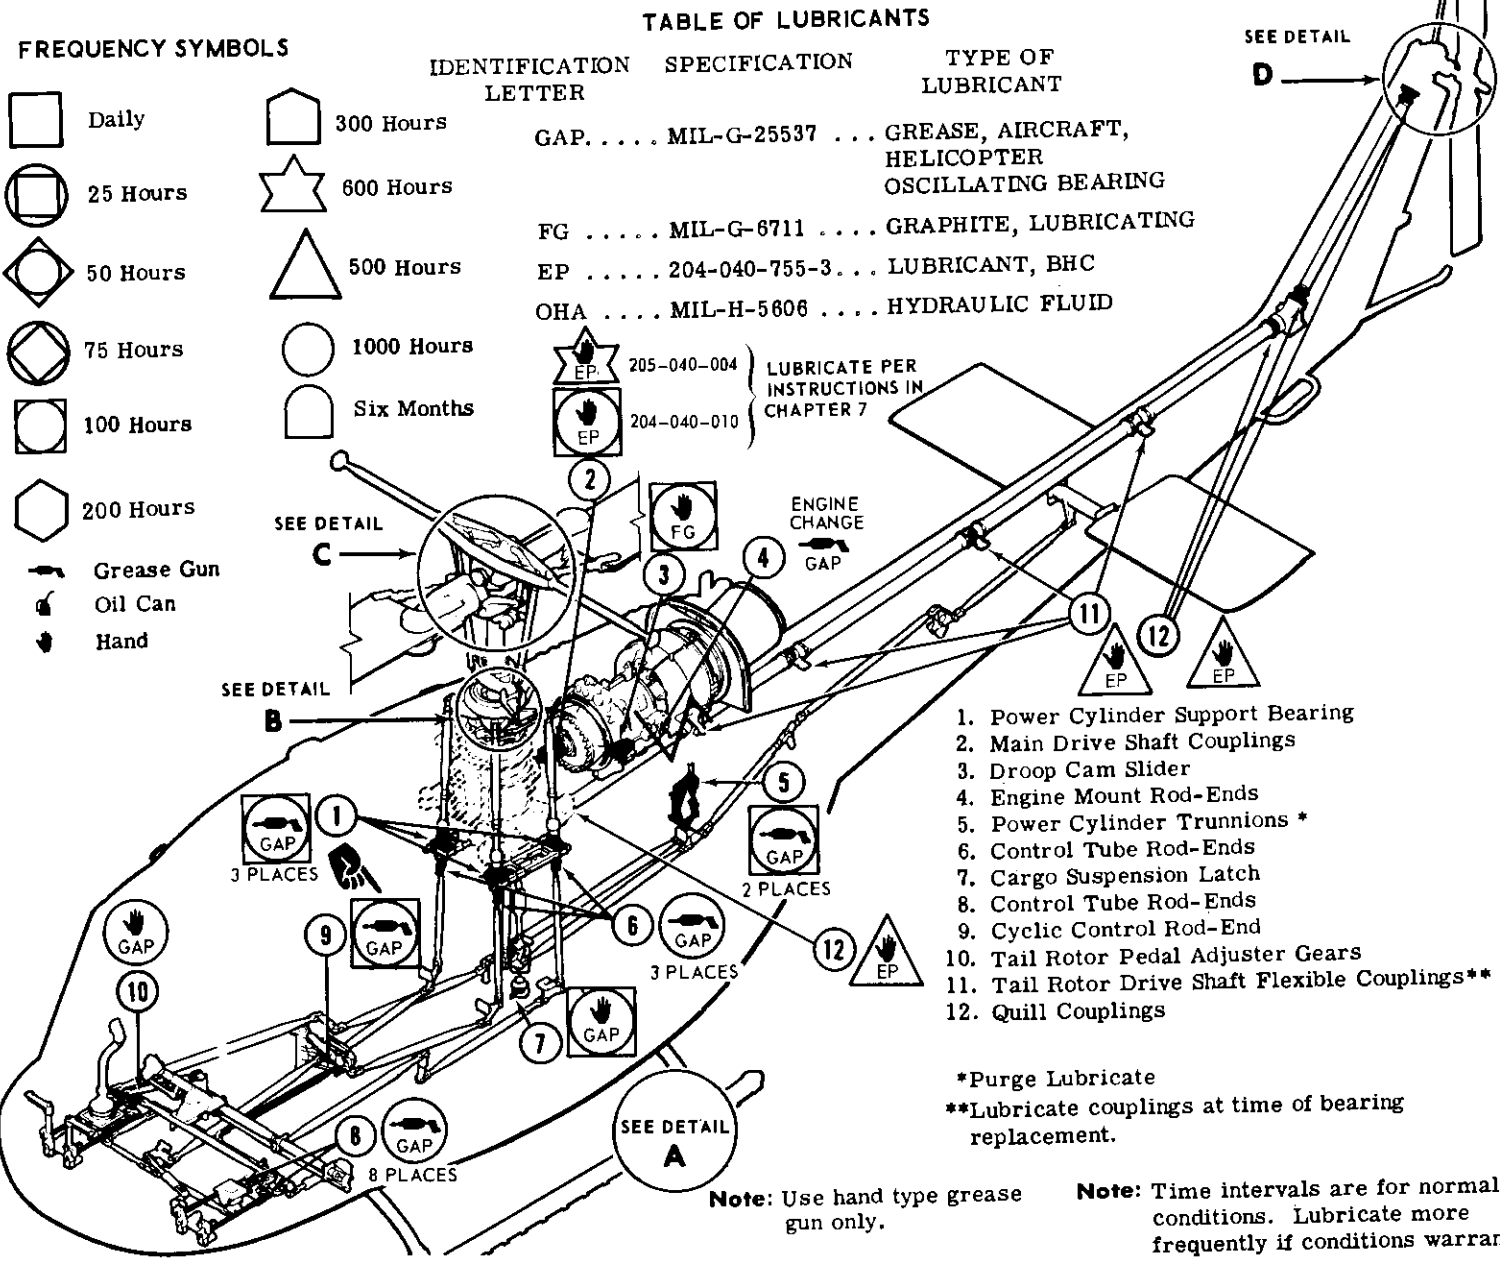 TABLE OF LUBRICANTS
FREQUENCY SYMBOLS
Daily
25 Hours
50 Hours
75 Hours
100 Hours
200 Hours
Grease Gun
Oil Can
Hand
300 Hours
600 Hours
500 Hours
1000 Hours
Six Months
IDENTIFICATION LETTER SPECIFICATION TYPE OF LUBRICANT
GAP..... MIL-G-25537 ... GREASE, AIRCRAFT,
HELICOPTER
OSCILLATING BEARING
FG ..... MIL-G-6711 .... GRAPHITE, LUBRICATING
EP ..... 204-040-755-3... LUBRICANT, BHC
OHA .... MIL-H-5606 .... HYDRAULIC FLUID
EP 205-040-004
EP 204-040-010
LUBRICATE PER
INSTRUCTIONS IN
CHAPTER 7
SEE DETAIL
D
2
FG
3
4
ENGINE
CHANGE
GAP
SEE DETAIL
C
SEE DETAIL
B
11
12
EP
EP
1
GAP
3 PLACES
5
GAP
2 PLACES
9
GAP
6
GAP
3 PLACES
12
EP
GAP
10
7
GAP
8
GAP
8 PLACES
SEE DETAIL
A
1. Power Cylinder Support Bearing
2. Main Drive Shaft Couplings
3. Droop Cam Slider
4. Engine Mount Rod-Ends
5. Power Cylinder Trunnions *
6. Control Tube Rod-Ends
7. Cargo Suspension Latch
8. Control Tube Rod-Ends
9. Cyclic Control Rod-End
10. Tail Rotor Pedal Adjuster Gears
11. Tail Rotor Drive Shaft Flexible Couplings**
12. Quill Couplings
*Purge Lubricate
**Lubricate couplings at time of bearing
replacement.
Note: Use hand type grease
gun only.
Note: Time intervals are for normal
conditions. Lubricate more
frequently if conditions warran